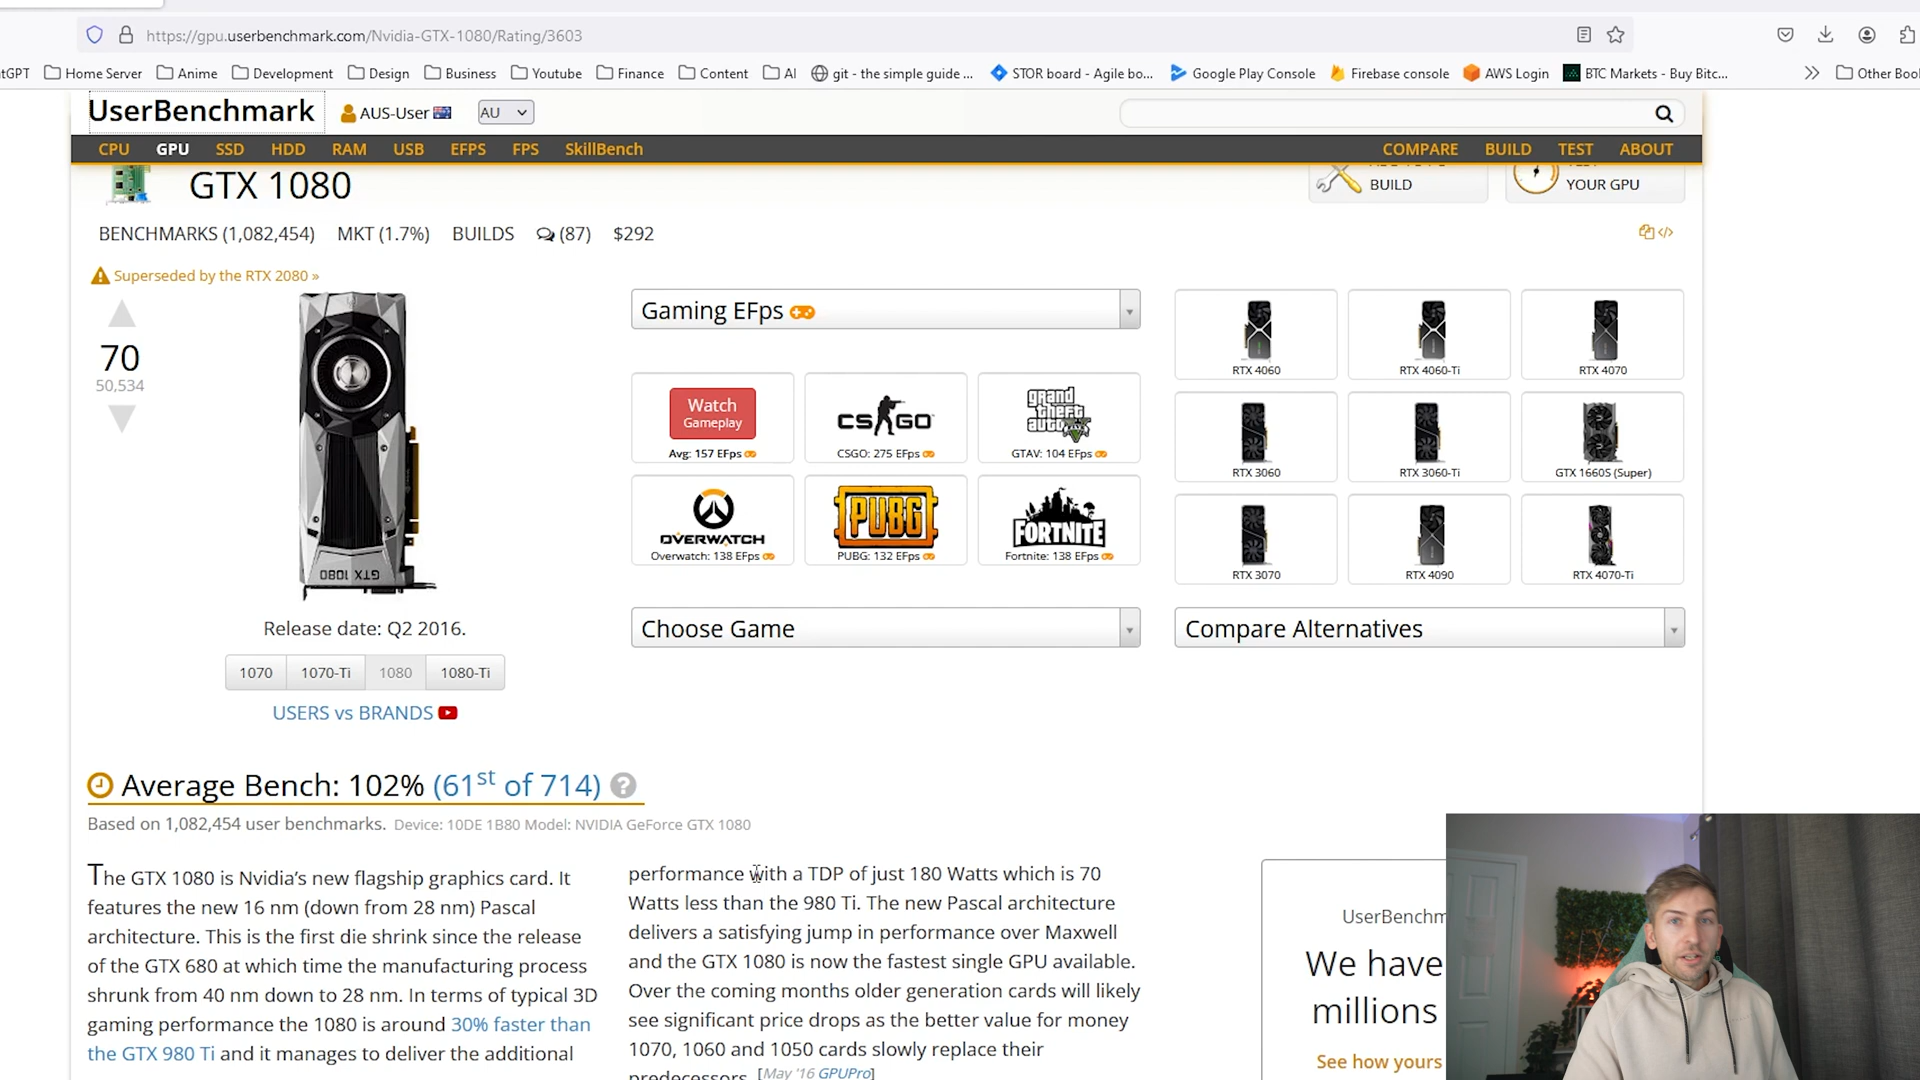 https://gpu.userbenchmark.com/Nvidia-GTX-1080/Rating/3603
tGPT Home Server Anime Development Design Business Youtube Finance Content AI git - the simple guide ... STOR board - Agile bo... Google Play Console Firebase console AWS Login BTC Markets - Buy Bitc... Other Boo
UserBenchmark AUS-User AU
CPU GPU SSD HDD RAM USB EFPS FPS SkillBench COMPARE BUILD TEST ABOUT
GTX 1080
BUILD
YOUR GPU
BENCHMARKS (1,082,454) MKT (1.7%) BUILDS (87) $292
Superseded by the RTX 2080 »
70
50,534
GTX 1080
Release date: Q2 2016.
1070 1070-Ti 1080 1080-Ti
USERS vs BRANDS
Gaming EFps
Watch
Gameplay
Avg: 157 EFps
CS GO
CSGO: 275 EFps
grand
theft
auto
V
GTAV: 104 EFps
OVERWATCH
Overwatch: 138 EFps
PUBG
PUBG: 132 EFps
FORTNITE
Fortnite: 138 EFps
Choose Game
RTX 4060 RTX 4060-Ti RTX 4070
RTX 3060 RTX 3060-Ti GTX 1660S (Super)
RTX 3070 RTX 4090 RTX 4070-Ti
Compare Alternatives
Average Bench: 102% (61st of 714) ?
Based on 1,082,454 user benchmarks. Device: 10DE 1B80 Model: NVIDIA GeForce GTX 1080
The GTX 1080 is Nvidia's new flagship graphics card. It
features the new 16 nm (down from 28 nm) Pascal
architecture. This is the first die shrink since the release
of the GTX 680 at which time the manufacturing process
shrunk from 40 nm down to 28 nm. In terms of typical 3D
gaming performance the 1080 is around 30% faster than
the GTX 980 Ti and it manages to deliver the additional
performance with a TDP of just 180 Watts which is 70
Watts less than the 980 Ti. The new Pascal architecture
delivers a satisfying jump in performance over Maxwell
and the GTX 1080 is now the fastest single GPU available.
Over the coming months older generation cards will likely
see significant price drops as the better value for money
1070, 1060 and 1050 cards slowly replace their
predecessors. [May '16 GPUPro]
UserBenchm
We have
millions
See how yours